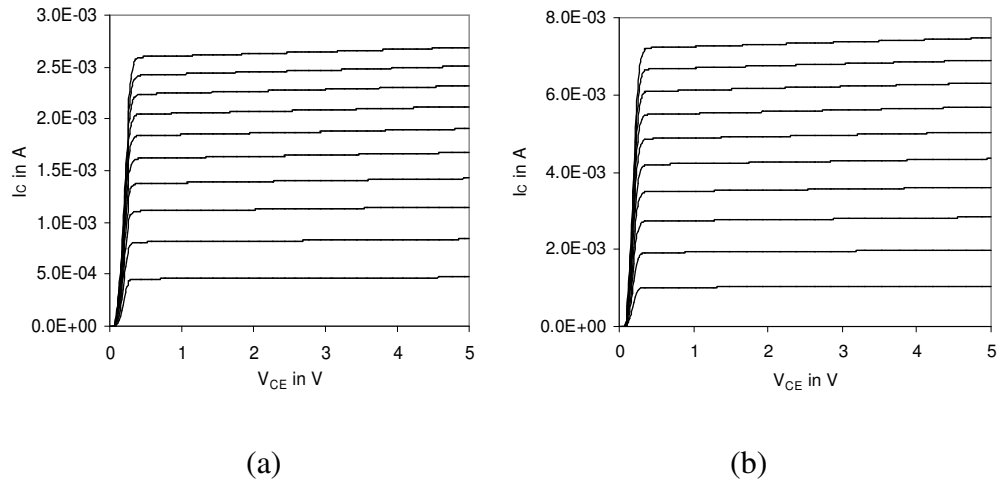 3.0E-03
2.5E-03
2.0E-03
1.5E-03
1.0E-03
5.0E-04
0.0E+00
IC in A
0 1 2 3 4 5
VCE in V
(a)
8.0E-03
6.0E-03
4.0E-03
2.0E-03
0.0E+00
IC in A
0 1 2 3 4 5
VCE in V
(b)